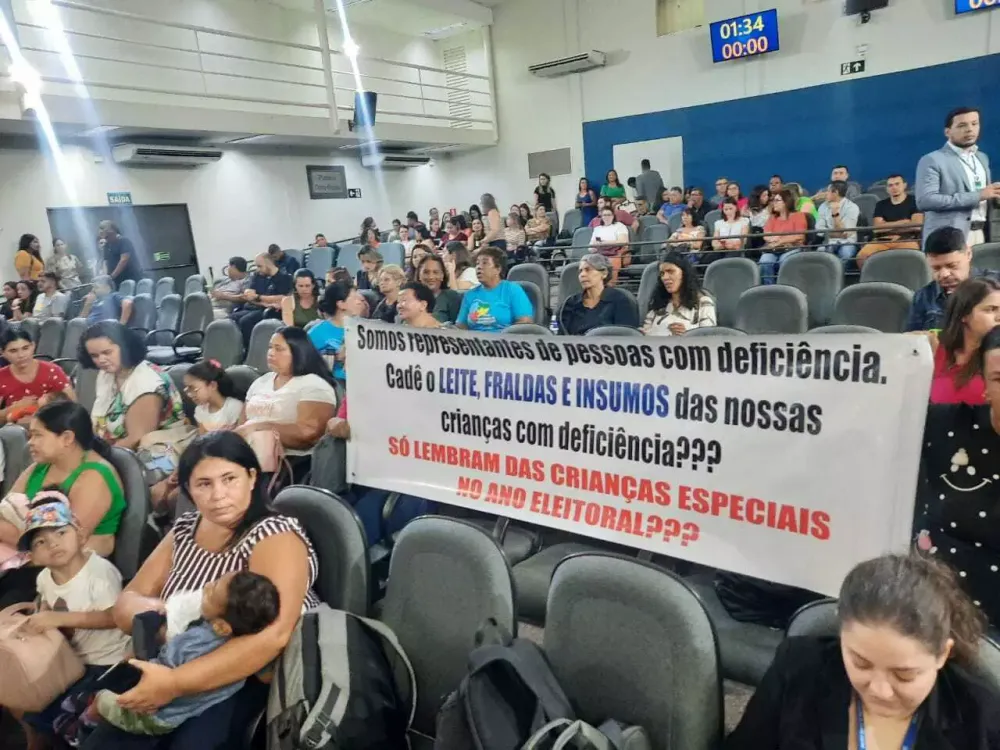 01:34
00:00
SAÍDA
Somos representantes de pessoas com deficiência.
Cadê o LEITE, FRALDAS E INSUMOS das nossas
crianças com deficiência???
SÓ LEMBRAM DAS CRIANÇAS ESPECIAIS
NO ANO ELEITORAL???